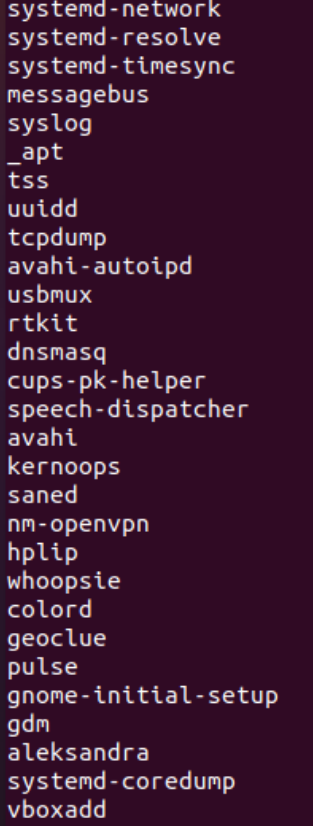 systemd-network
systemd-resolve
systemd-timesync
messagebus
syslog
_apt
tss
uuidd
tcpdump
avahi-autoipd
usbmux
rtkit
dnsmasq
cups-pk-helper
speech-dispatcher
avahi
kernoops
saned
nm-openvpn
hplip
whoopsie
colord
geoclue
pulse
gnome-initial-setup
gdm
aleksandra
systemd-coredump
vboxadd